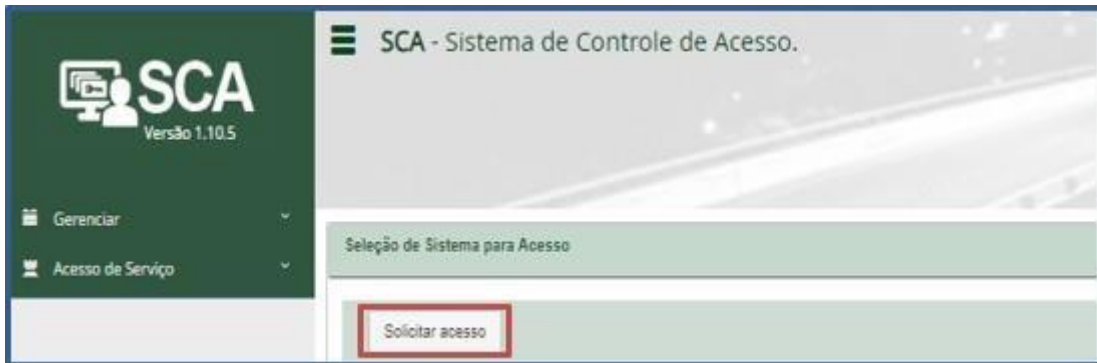 SCA
Versão 1.10.5
Gerenciar
Acesso de Serviço
SCA - Sistema de Controle de Acesso.
Seleção de Sistema para Acesso
Solicitar acesso